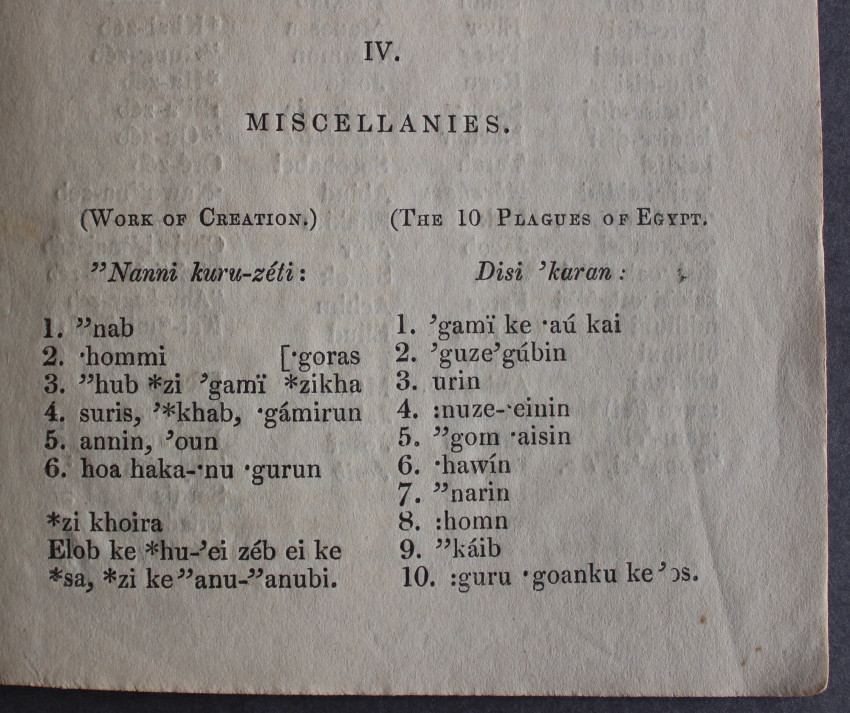 IV.
MISCELLANIES.
(WORK OF CREATION.)
”Nanni kuru-zéti:
1. ”nab
2. ·hommi [·goras
3. ”hub *zi ’gamï *zikha
4. suris, ’*khab, ·gámirun
5. annin, ’oun
6. hoa haka-·nu ·gurun
*zi khoira
Elob ke *hu-’ei zéb ei ke
*sa, *zi ke ”anu-”anubi.
(THE 10 PLAGUES OF EGYPT.
Disi ’karan:
1. ’gamï ke ·aú kai
2. ’guze’gúbin
3. urin
4. :nuze-·einin
5. ”gom ·aisin
6. ·hawín
7. ”narin
8. :homn
9. ”káib
10. :guru ·goanku ke ’ɔs.